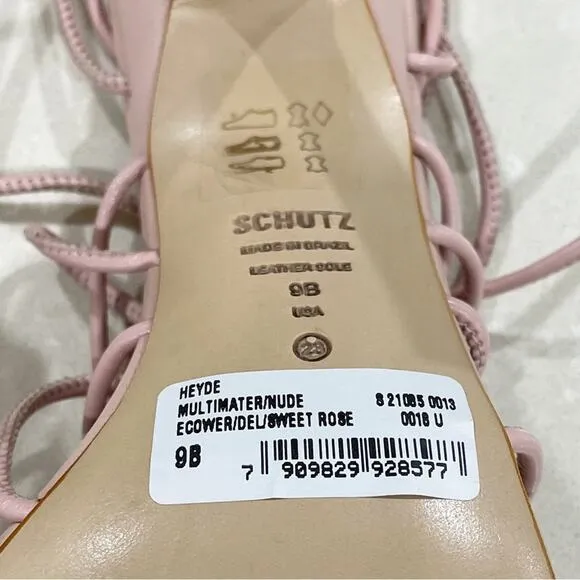 SCHUTZ
MADE IN BRAZIL
LEATHER SOLE
9B
USA
28
HEYDE
MULTIMATER/NUDE S 21085 0013
ECOWER/DEL/SWEET ROSE 0018 U
9B
7 909829 928577